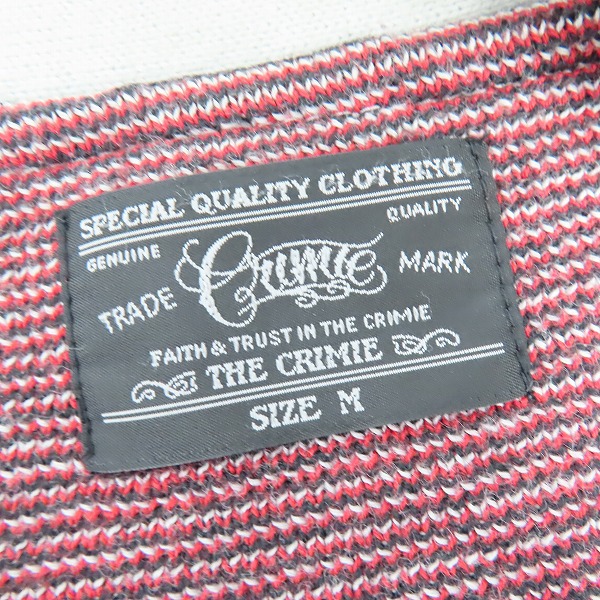 SPECIAL QUALITY CLOTHING
GENUINE QUALITY
TRADE Crimie MARK
FAITH & TRUST IN THE CRIMIE
THE CRIMIE
SIZE M